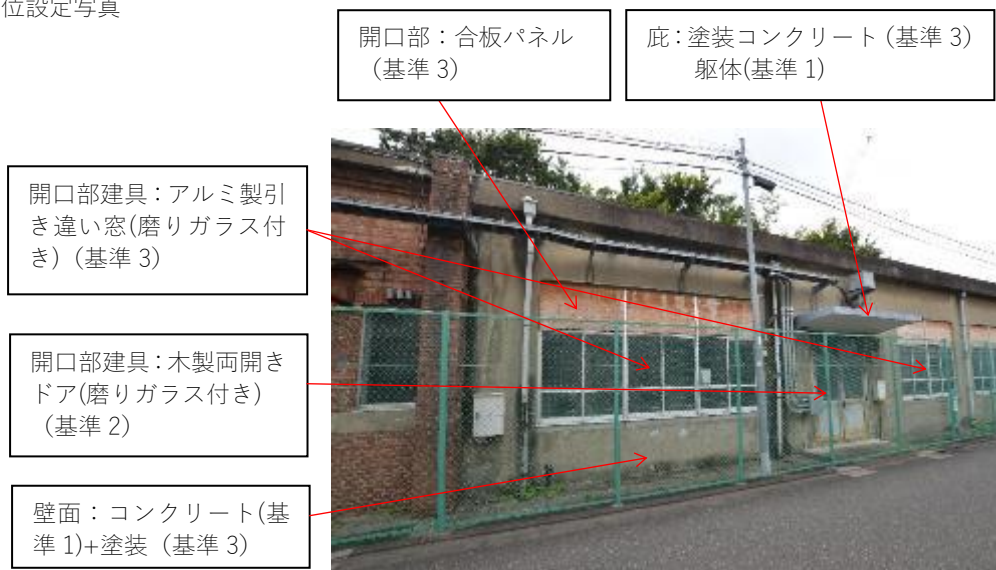 位設定写真
開口部：合板パネル
（基準 3）
庇：塗装コンクリート（基準 3）
躯体(基準 1)
開口部建具：アルミ製引
き違い窓(磨りガラス付
き)（基準 3）
開口部建具：木製両開き
ドア(磨りガラス付き)
（基準 2）
壁面：コンクリート(基
準 1)+塗装（基準 3）